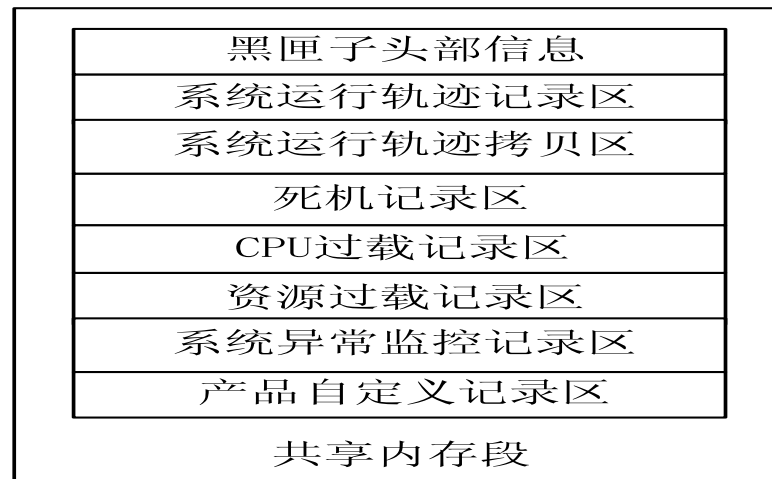 黑匣子头部信息
系统运行轨迹记录区
系统运行轨迹拷贝区
死机记录区
CPU过载记录区
资源过载记录区
系统异常监控记录区
产品自定义记录区
共享内存段